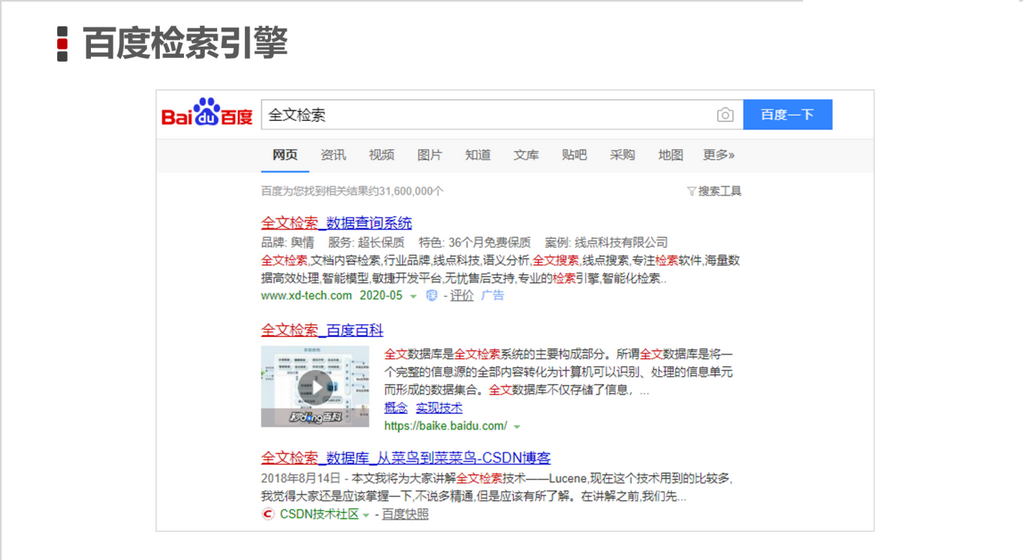 百度检索引擎
Bai du 百度
全文检索
百度一下
网页 资讯 视频 图片 知道 文库 贴吧 采购 地图 更多»
百度为您找到相关结果约31,600,000个 搜索工具
全文检索_数据查询系统
品牌: 舆情 服务: 超长保质 特色: 36个月免费保质 案例: 线点科技有限公司
全文检索,文档内容检索,行业品牌,线点科技,语义分析,全文搜索,线点搜索,专注检索软件,海量数
据高效处理,智能模型,敏捷开发平台,无忧售后支持,专业的检索引擎,智能化检索..
www.xd-tech.com 2020-05 - 评价 广告
全文检索_百度百科
全文数据库是全文检索系统的主要构成部分。所谓全文数据库是将一
个完整的信息源的全部内容转化为计算机可以识别、处理的信息单元
而形成的数据集合。全文数据库不仅存储了信息，...
秒dong百科
概念 实现技术
https://baike.baidu.com/
全文检索_数据库_从菜鸟到菜菜鸟-CSDN博客
2018年8月14日 - 本文我将为大家讲解全文检索技术——Lucene,现在这个技术用到的比较多,
我觉得大家还是应该掌握一下,不说多精通,但是应该有所了解。在讲解之前,我们先...
CSDN技术社区 - 百度快照